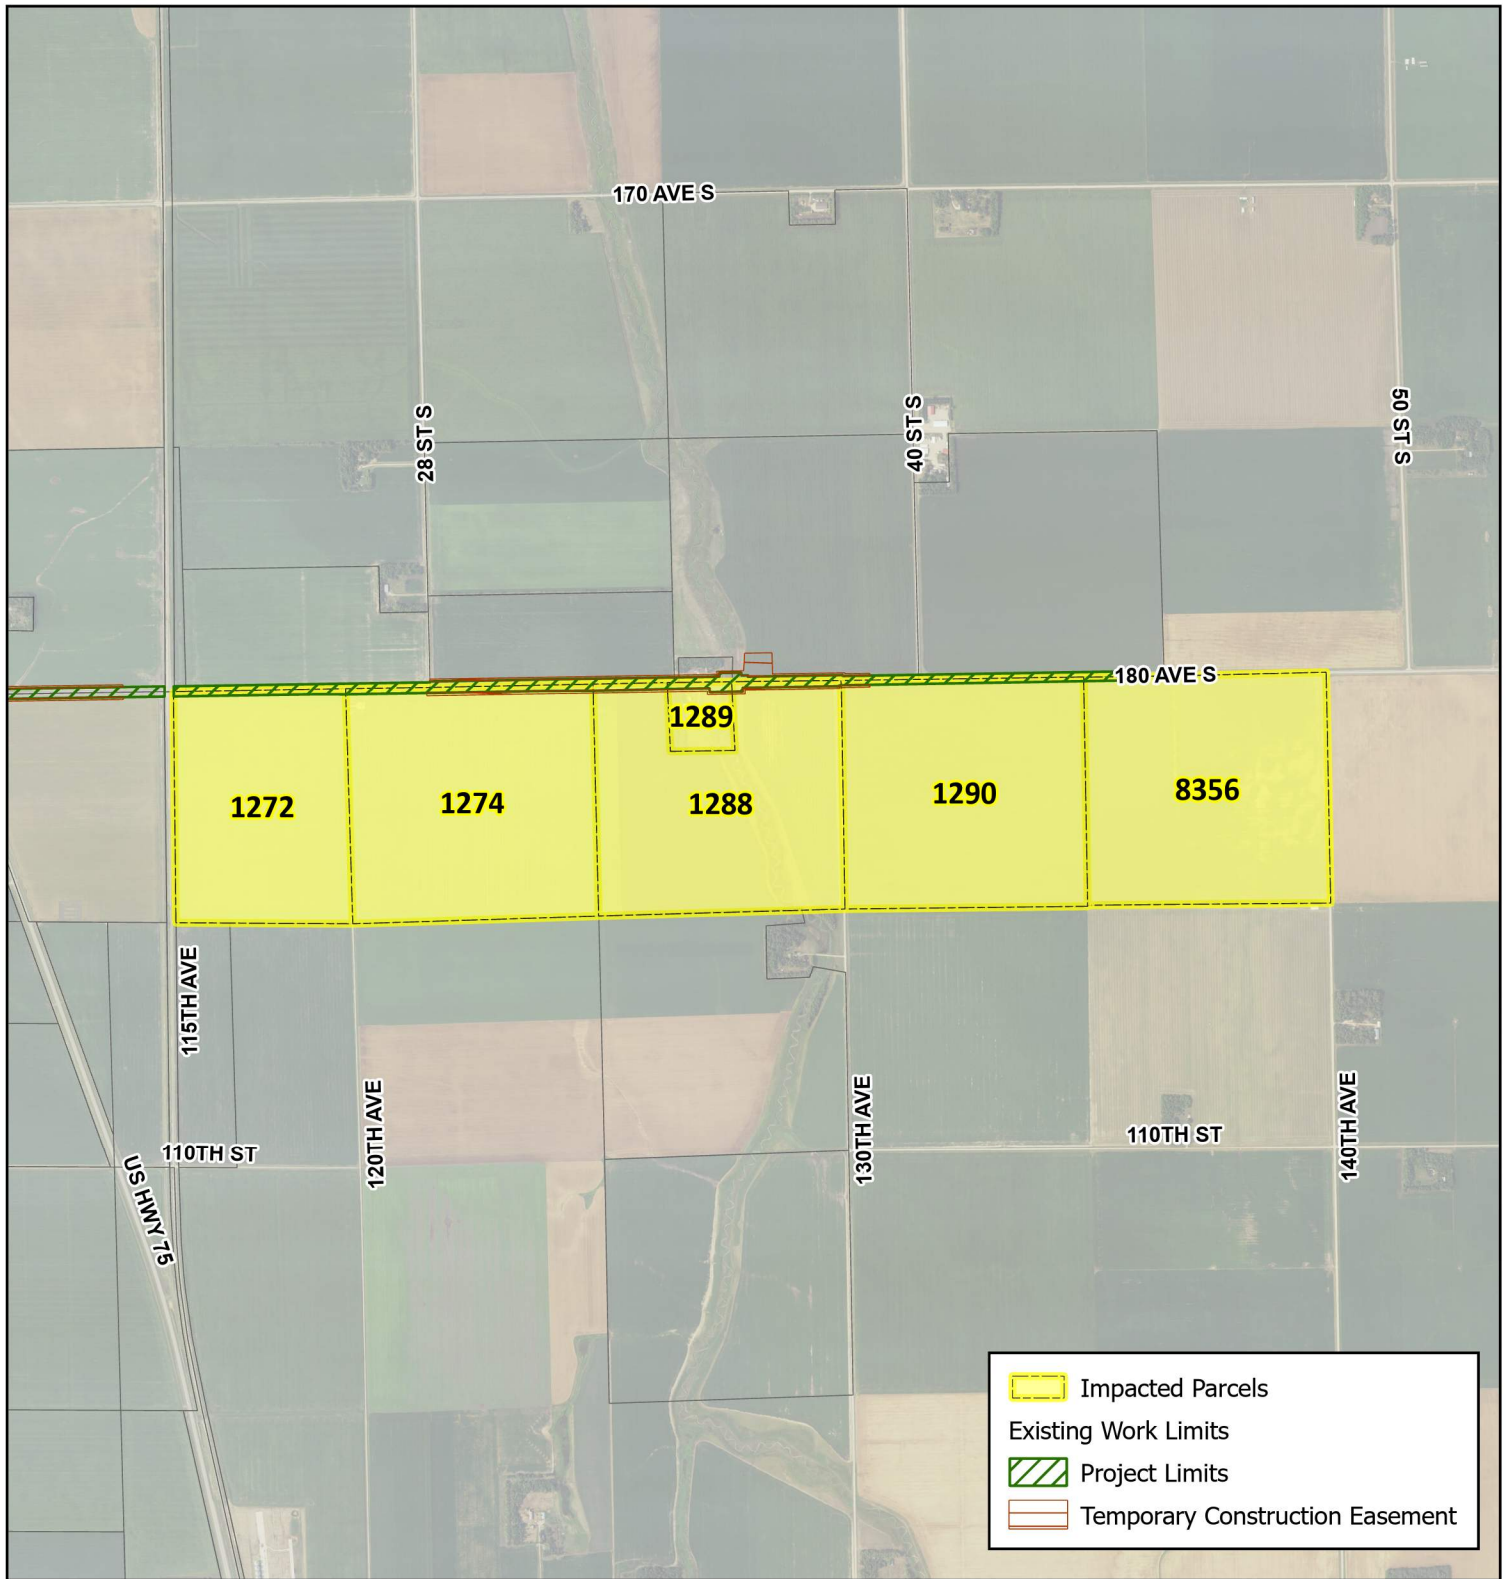 170 AVE S
28 ST S
40 ST S
50 ST S
180 AVE S
1289
1272
1274
1288
1290
8356
115TH AVE
120TH AVE
130TH AVE
140TH AVE
110TH ST
110TH ST
US HWY 75
Impacted Parcels
Existing Work Limits
Project Limits
Temporary Construction Easement